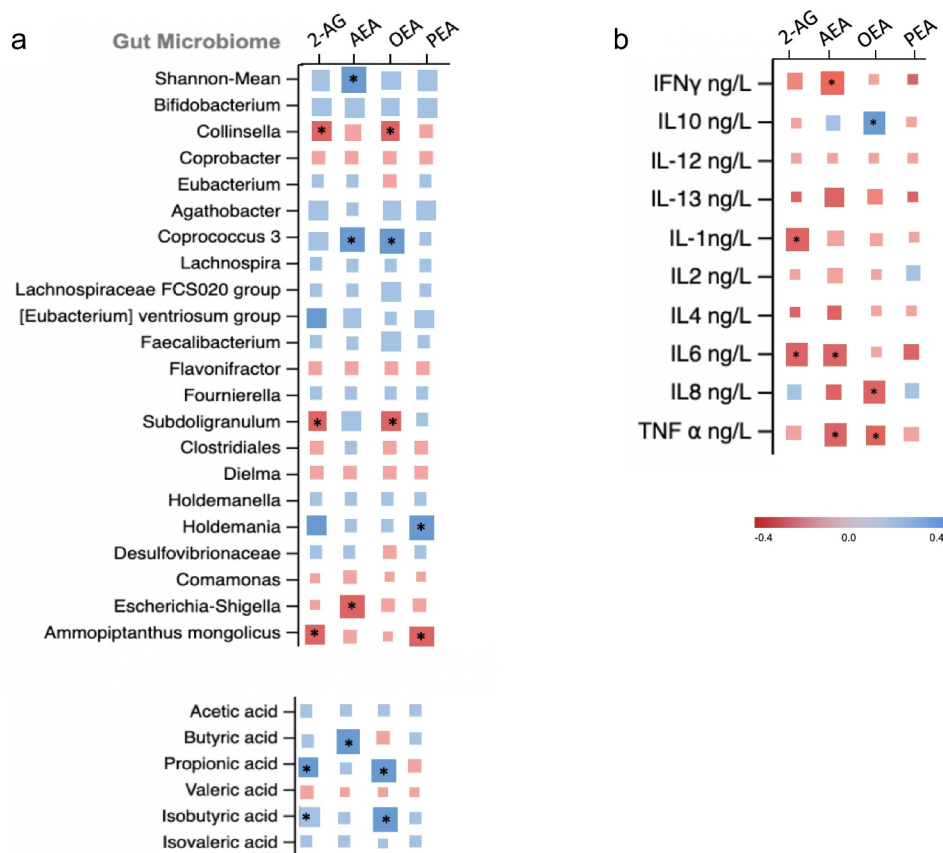 a
Gut Microbiome
2-AG AEA OEA PEA
Shannon-Mean
*
Bifidobacterium
Collinsella
* *
Coprobacter
Eubacterium
Agathobacter
Coprococcus 3
* *
Lachnospira
Lachnospiraceae FCS020 group
[Eubacterium] ventriosum group
Faecalibacterium
Flavonifractor
Fournierella
Subdoligranulum
* *
Clostridiales
Dielma
Holdemanella
Holdemania
*
Desulfovibrionaceae
Comamonas
Escherichia-Shigella
*
Ammopiptanthus mongolicus
* *
Acetic acid
Butyric acid
*
Propionic acid
* *
Valeric acid
Isobutyric acid
* *
Isovaleric acid
b
2-AG AEA OEA PEA
IFNγ ng/L
*
IL10 ng/L
*
IL-12 ng/L
IL-13 ng/L
IL-1ng/L
*
IL2 ng/L
IL4 ng/L
IL6 ng/L
* *
IL8 ng/L
*
TNF α ng/L
* *
-0.4 0.0 0.4